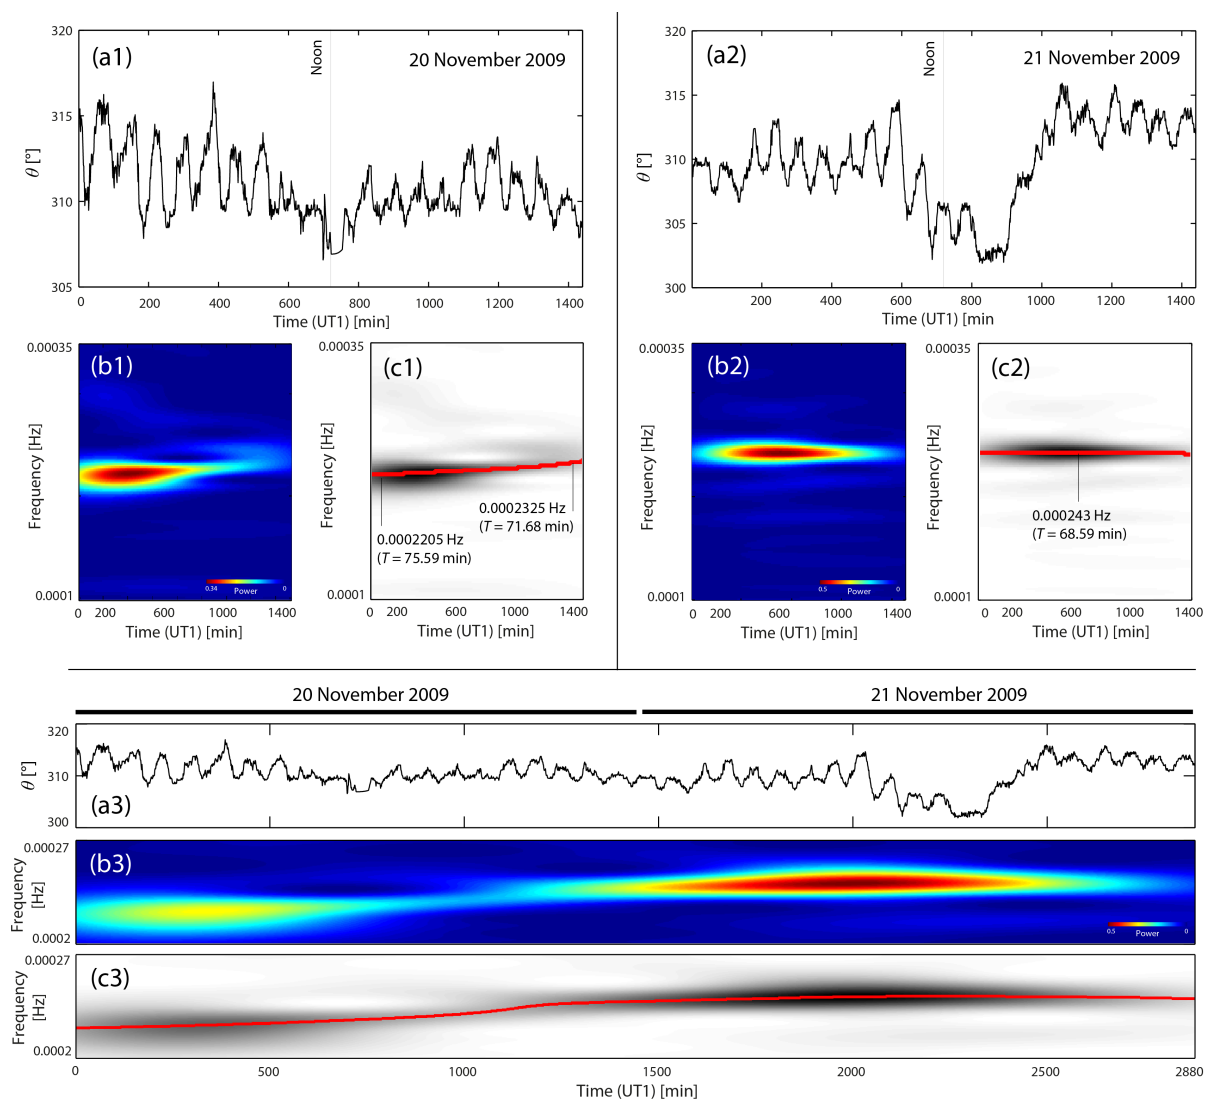 320
315
310
305
θ [°]
(a1)
Noon
20 November 2009
0
200
400
600
800
1000
1200
1400
Time (UT1) [min]
320
315
310
305
300
θ [°]
(a2)
Noon
21 November 2009
200
400
600
800
1000
1200
1400
Time (UT1) [min
0.00035
0.0001
Frequency [Hz]
(b1)
0.34
0
Power
0
200
600
1000
1400
Time (UT1) [min]
0.00035
0.0001
Frequency [Hz]
(c1)
0.0002325 Hz
(T = 71.68 min)
0.0002205 Hz
(T = 75.59 min)
0
200
600
1000
1400
Time (UT1) [min]
0.00035
0.0001
Frequency [Hz]
(b2)
0.5
0
Power
0
200
600
1000
1400
Time (UT1) [min]
0.00035
0.0001
Frequency [Hz]
(c2)
0.000243 Hz
(T = 68.59 min)
0
200
600
1000
1400
Time (UT1) [min]
20 November 2009
21 November 2009
320
310
300
θ [°]
(a3)
0.00027
0.0002
Frequency
[Hz]
(b3)
0.5
0
Power
0.00027
0.0002
Frequency
[Hz]
(c3)
0
500
1000
1500
2000
2500
2880
Time (UT1) [min]